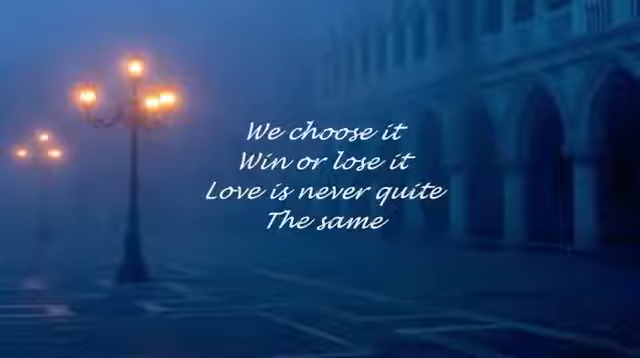 We choose it
Win or lose it
Love is never quite
The same